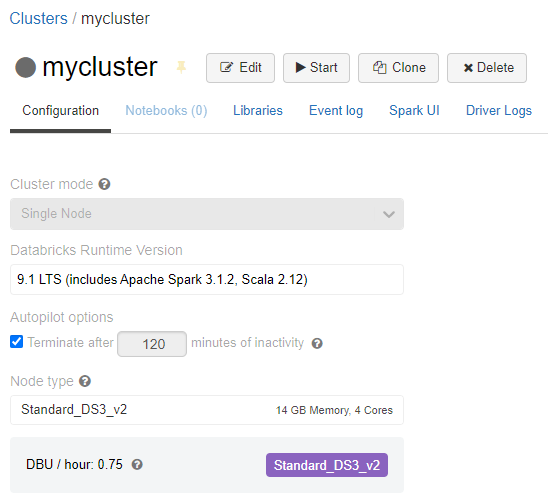 Clusters / mycluster
mycluster Edit Start Clone Delete
Configuration Notebooks (0) Libraries Event log Spark UI Driver Logs
Cluster mode
Single Node
Databricks Runtime Version
9.1 LTS (includes Apache Spark 3.1.2, Scala 2.12)
Autopilot options
Terminate after 120 minutes of inactivity
Node type
Standard_DS3_v2 14 GB Memory, 4 Cores
DBU / hour: 0.75 Standard_DS3_v2